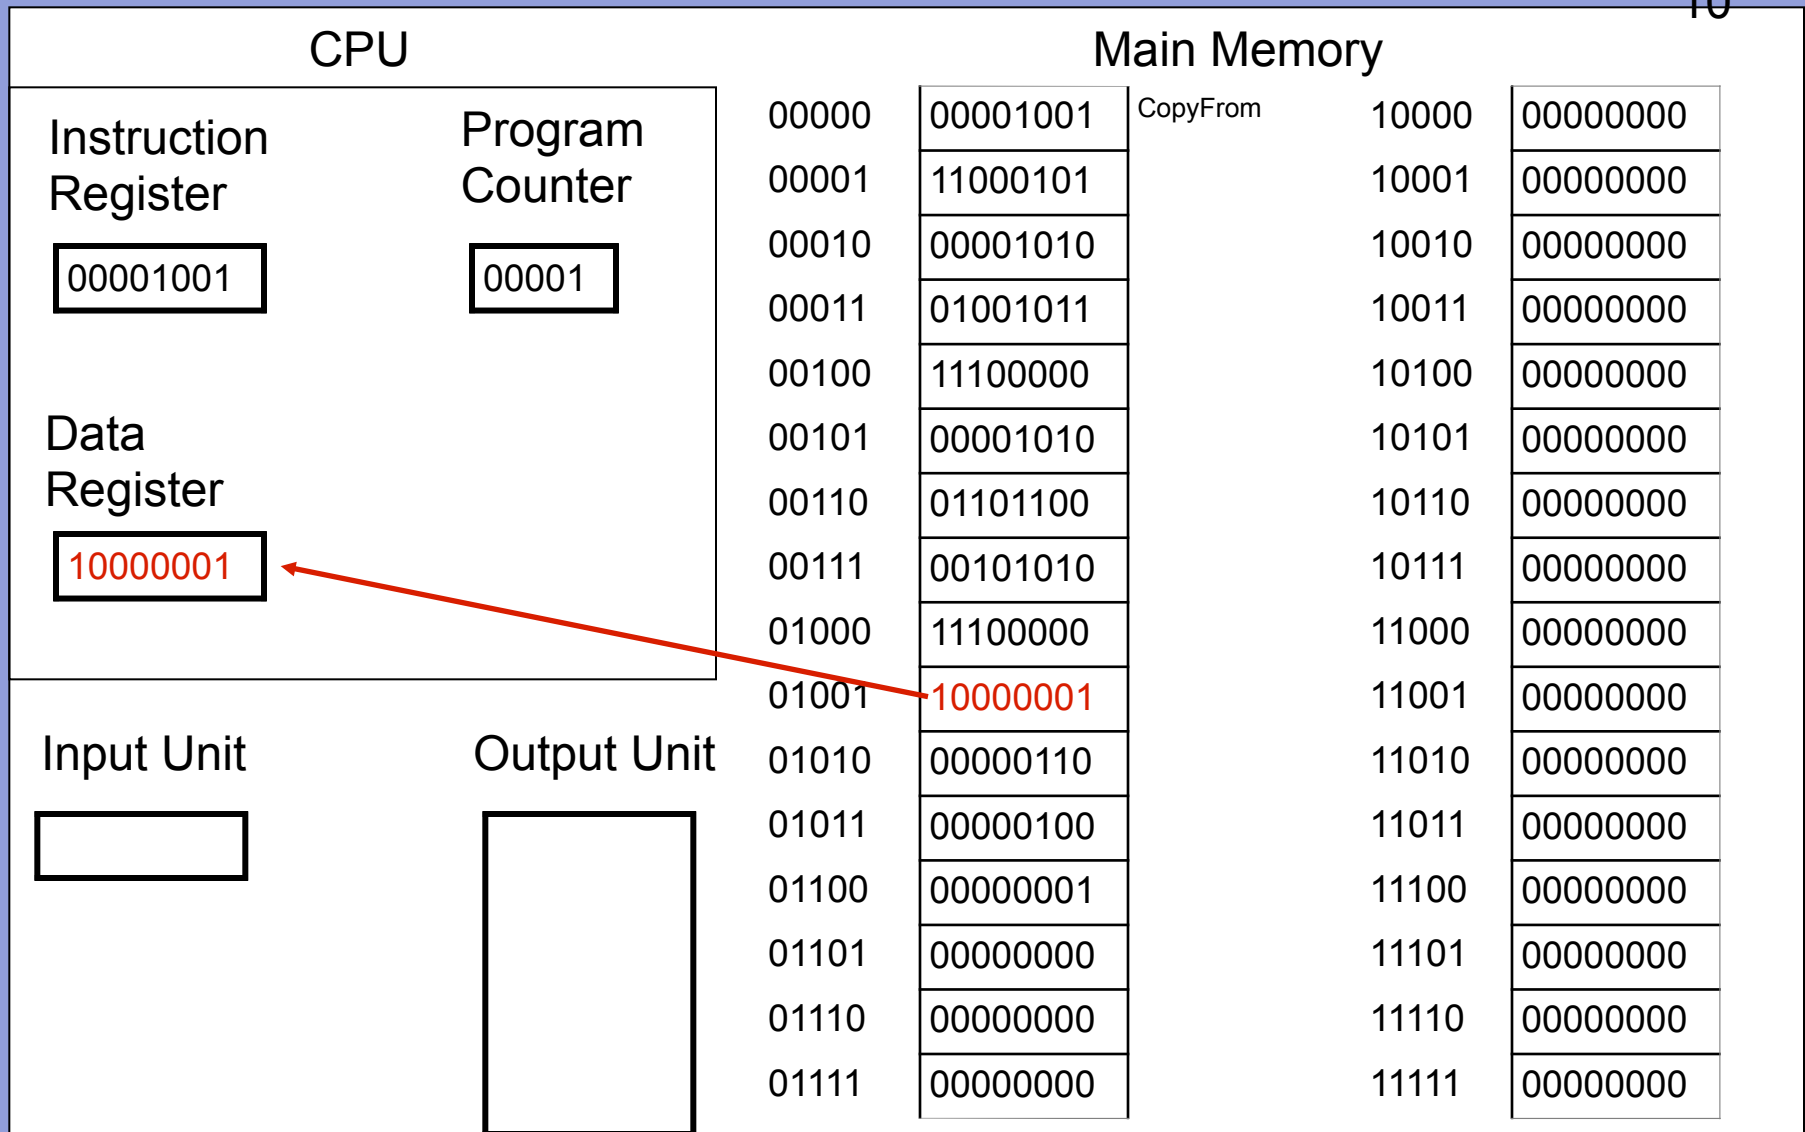 10
CPU
Main Memory
Instruction
Register
Program
Counter
00001001
00001
Data
Register
10000001
Input Unit
Output Unit
00000 00001001 CopyFrom 10000 00000000
00001 11000101 10001 00000000
00010 00001010 10010 00000000
00011 01001011 10011 00000000
00100 11100000 10100 00000000
00101 00001010 10101 00000000
00110 01101100 10110 00000000
00111 00101010 10111 00000000
01000 11100000 11000 00000000
01001 10000001 11001 00000000
01010 00000110 11010 00000000
01011 00000100 11011 00000000
01100 00000001 11100 00000000
01101 00000000 11101 00000000
01110 00000000 11110 00000000
01111 00000000 11111 00000000